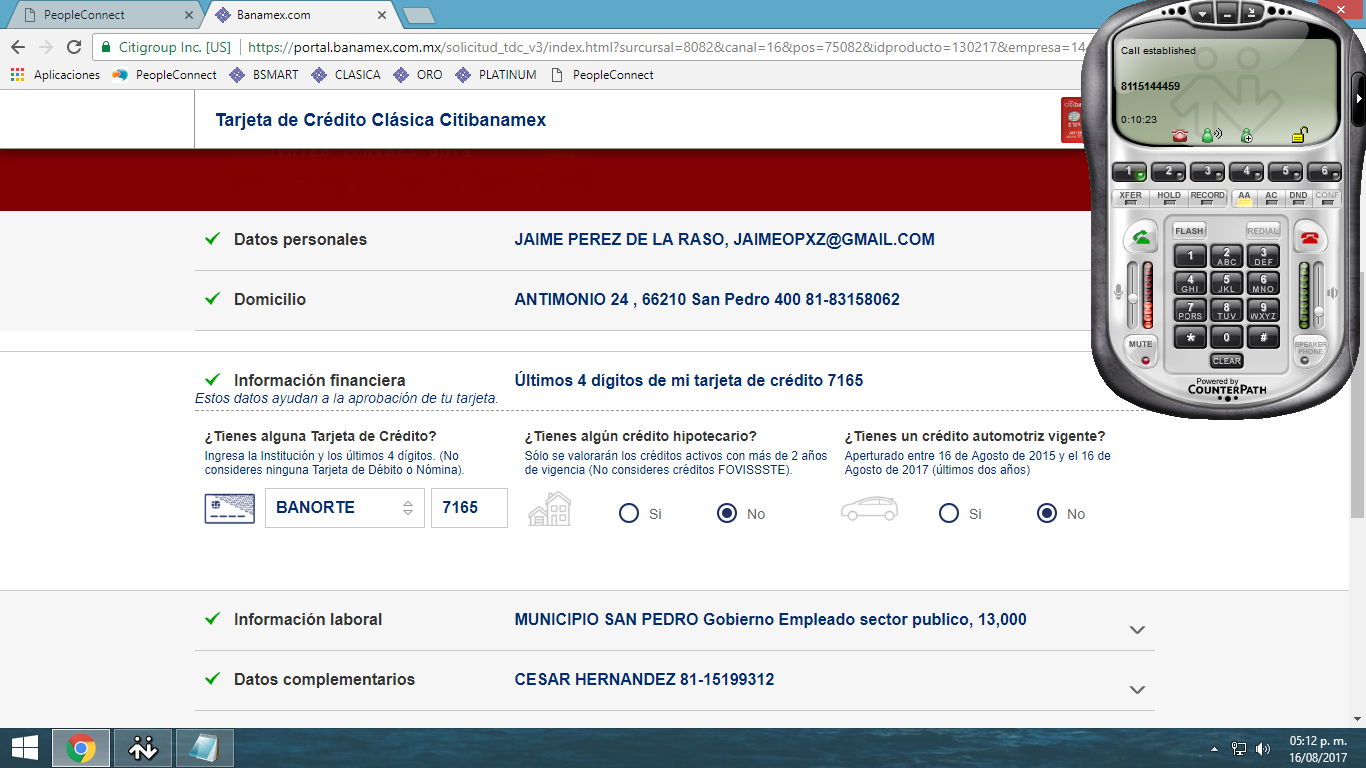 PeopleConnect
Banamex.com
Citigroup Inc. [US]
https://portal.banamex.com.mx/solicitud_tdc_v3/index.html?surcursal=8082&canal=16&pos=75082&idproducto=130217&empresa=14
Aplicaciones
PeopleConnect
BSMART
CLASICA
ORO
PLATINUM
PeopleConnect
Tarjeta de Crédito Clásica Citibanamex
Datos personales
JAIME PEREZ DE LA RASO, JAIMEOPXZ@GMAIL.COM
Domicilio
ANTIMONIO 24 , 66210 San Pedro 400 81-83158062
Información financiera
Últimos 4 dígitos de mi tarjeta de crédito 7165
Estos datos ayudan a la aprobación de tu tarjeta.
¿Tienes alguna Tarjeta de Crédito?
Ingresa la Institución y los últimos 4 dígitos. (No
consideres ninguna Tarjeta de Débito o Nómina).
BANORTE
7165
¿Tienes algún crédito hipotecario?
Sólo se valorarán los créditos activos con más de 2 años
de vigencia (No consideres créditos FOVISSSTE).
Si
No
¿Tienes un crédito automotriz vigente?
Aperturado entre 16 de Agosto de 2015 y el 16 de
Agosto de 2017 (últimos dos años)
Si
No
Información laboral
MUNICIPIO SAN PEDRO Gobierno Empleado sector publico, 13,000
Datos complementarios
CESAR HERNANDEZ 81-15199312
Call established
8115144459
0:10:23
1 2 3 4 5 6
XFER HOLD RECORD AA AC DND CONF
FLASH REDIAL
1 2 ABC 3 DEF
4 GHI 5 JKL 6 MNO
7 PQRS 8 TUV 9 WXYZ
* 0 #
MUTE
CLEAR
SPEAKER
PHONE
Powered by
COUNTERPATH
05:12 p. m.
16/08/2017